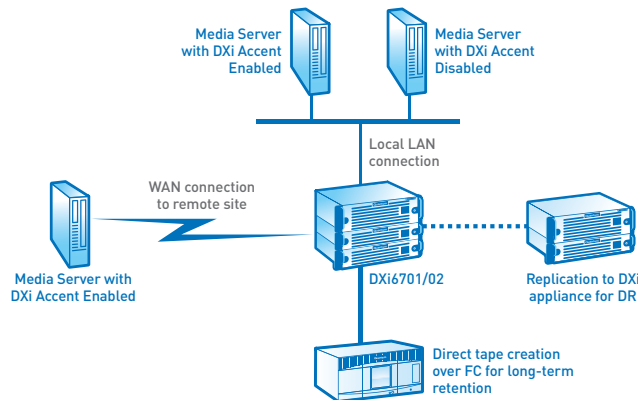 Media Server
with DXi Accent
Enabled
Media Server
with DXi Accent
Disabled
Local LAN
connection
WAN connection
to remote site
Media Server with
DXi Accent Enabled
DXi6701/02
Replication to DXi
appliance for DR
Direct tape creation
over FC for long-term
retention